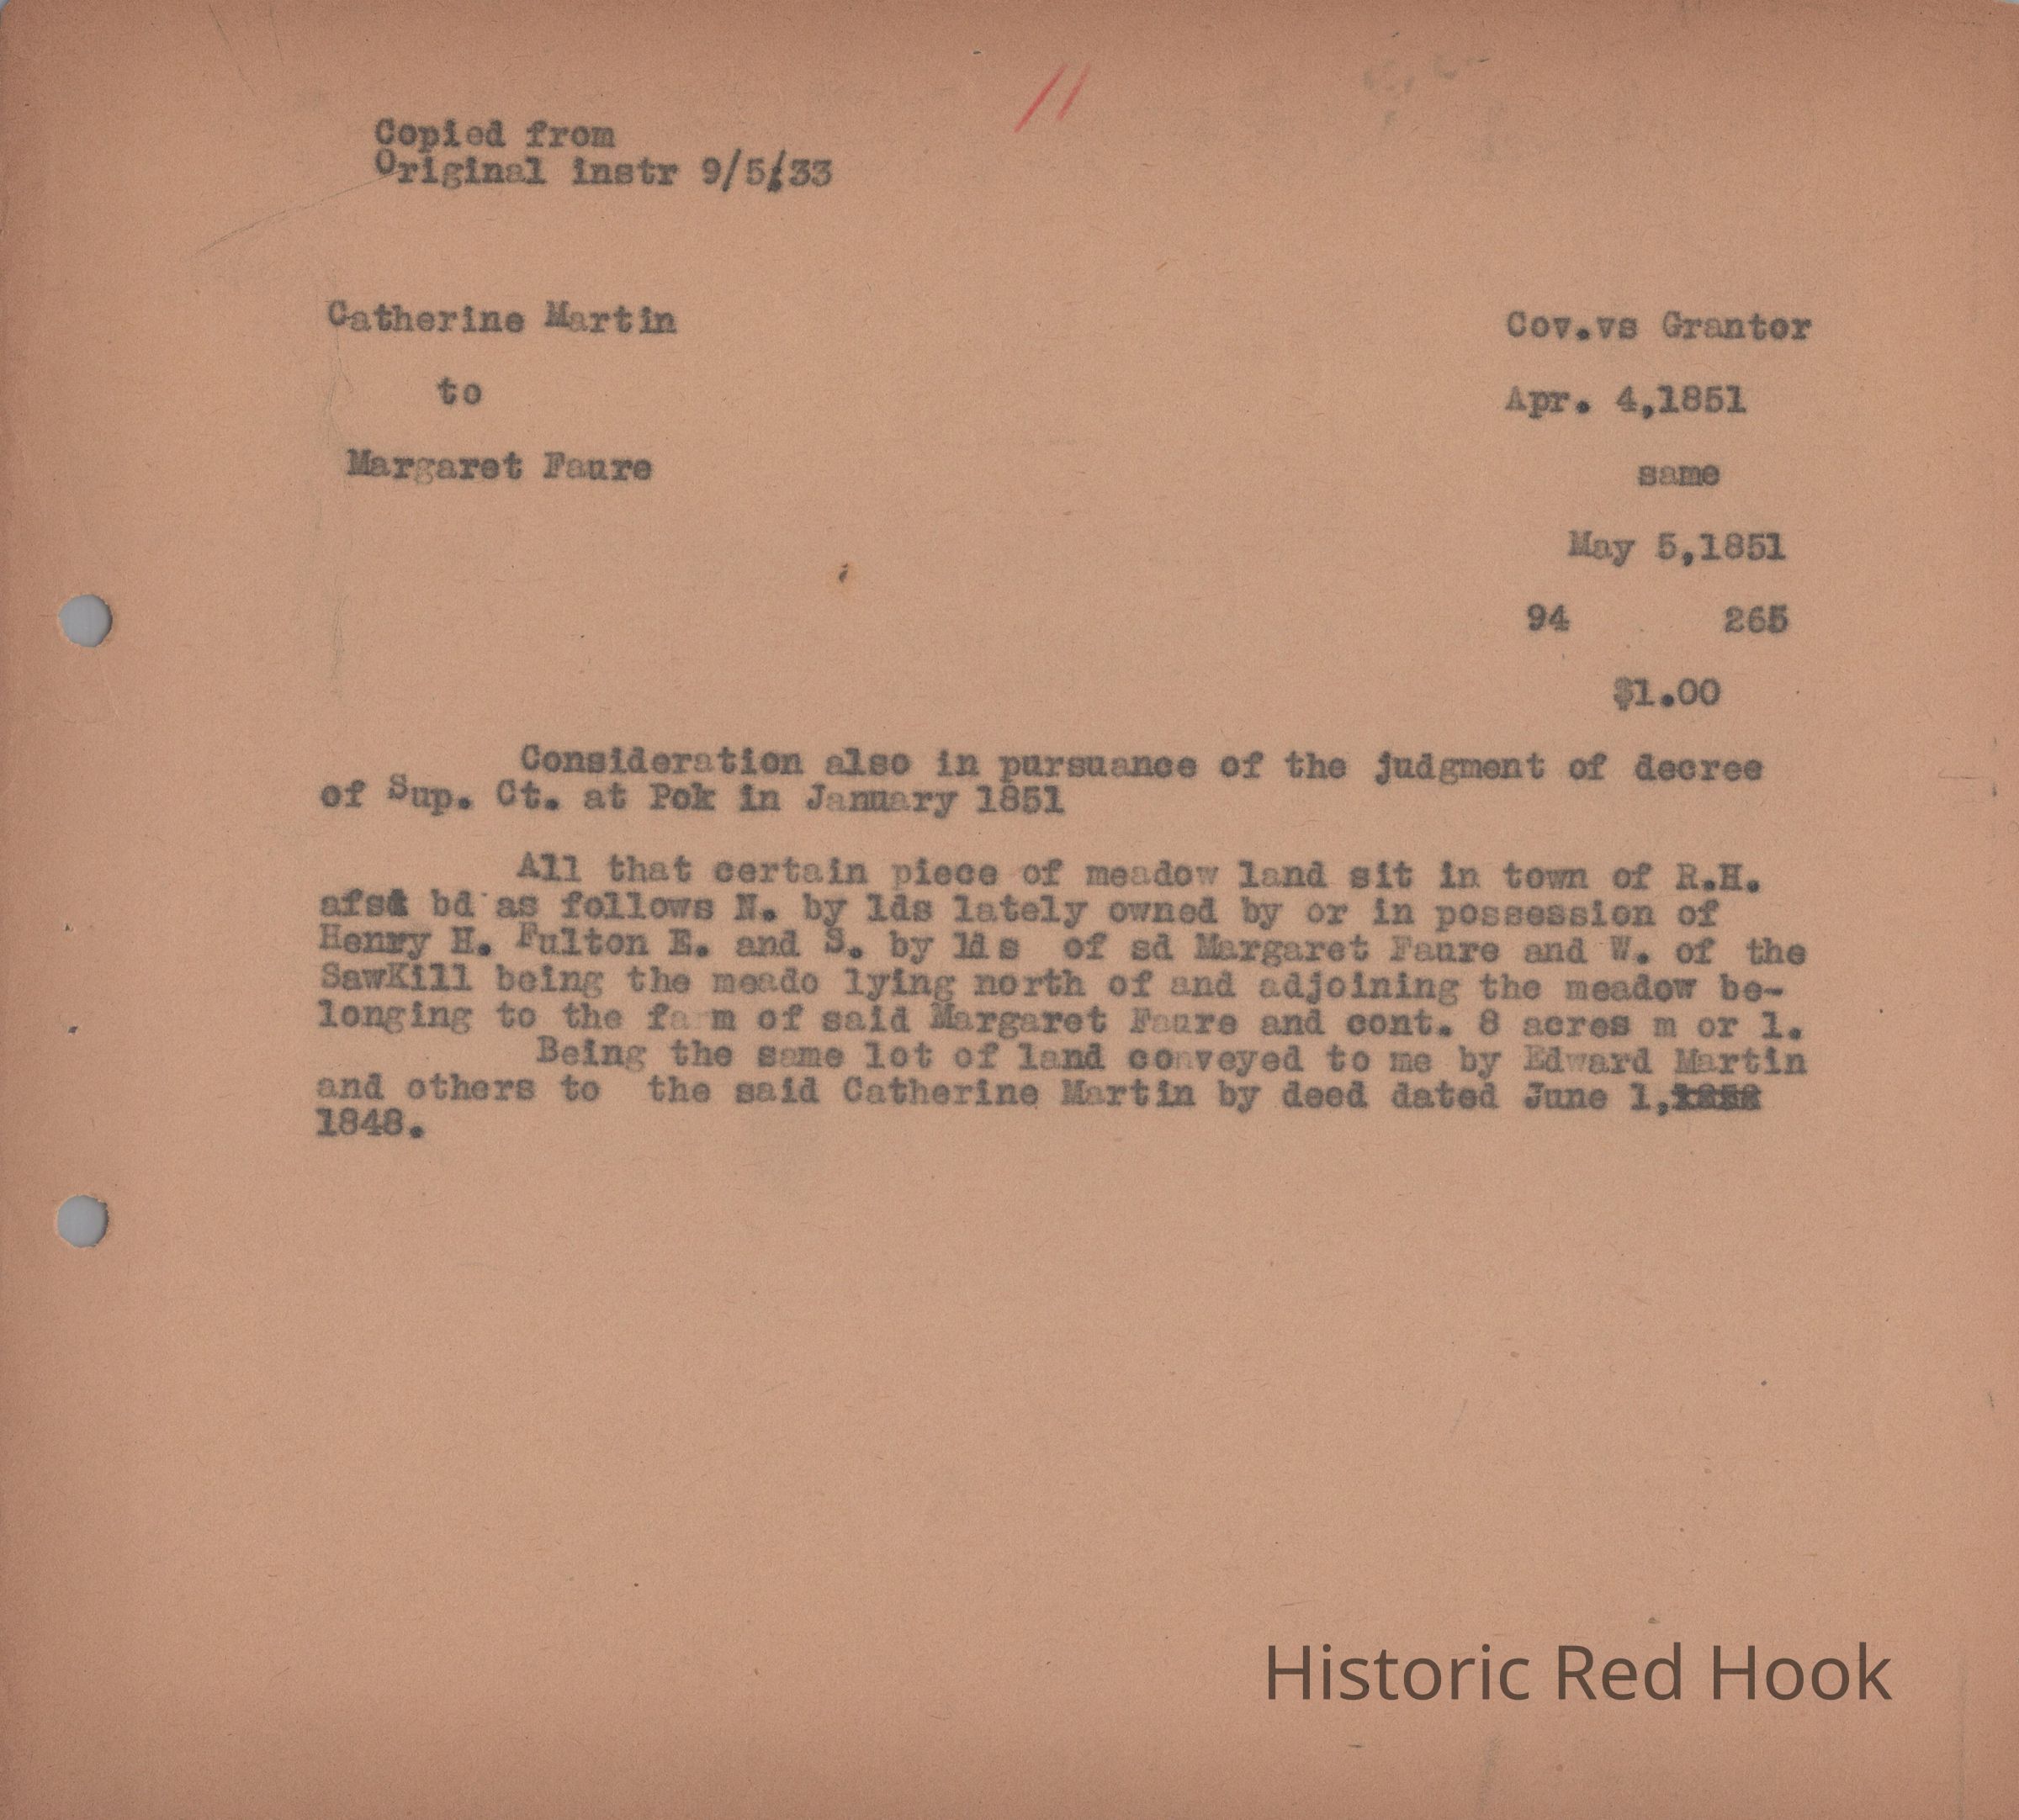 11
Copied from
Original instr 9/5/33
Catherine Martin
to
Margaret Faure
Cov.vs Grantor
Apr. 4,1851
same
May 5,1851
94 265
$1.00
Consideration also in pursuance of the judgment of decree
of Sup. Ct. at Pok in January 1851
All that certain piece of meadow land sit in town of R.H.
afsd bd as follows N. by lds lately owned by or in possession of
Henry H. Fulton E. and S. by lds of sd Margaret Faure and W. of the
SawKill being the meado lying north of and adjoining the meadow be-
longing to the farm of said Margaret Faure and cont. 8 acres m or l.
Being the same lot of land conveyed to me by Edward Martin
and others to the said Catherine Martin by deed dated June 1,
1848.
Historic Red Hook